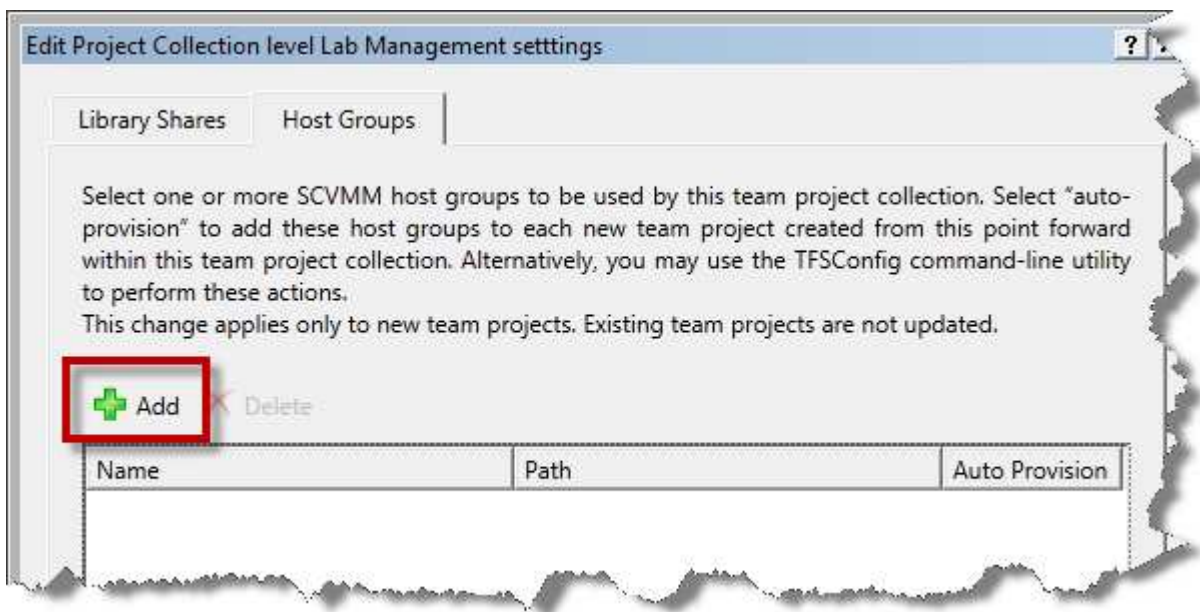 Edit Project Collection level Lab Management setttings ?
Library Shares Host Groups
Select one or more SCVMM host groups to be used by this team project collection. Select "auto-
provision" to add these host groups to each new team project created from this point forward
within this team project collection. Alternatively, you may use the TFSConfig command-line utility
to perform these actions.
This change applies only to new team projects. Existing team projects are not updated.
Add Delete
Name Path Auto Provision